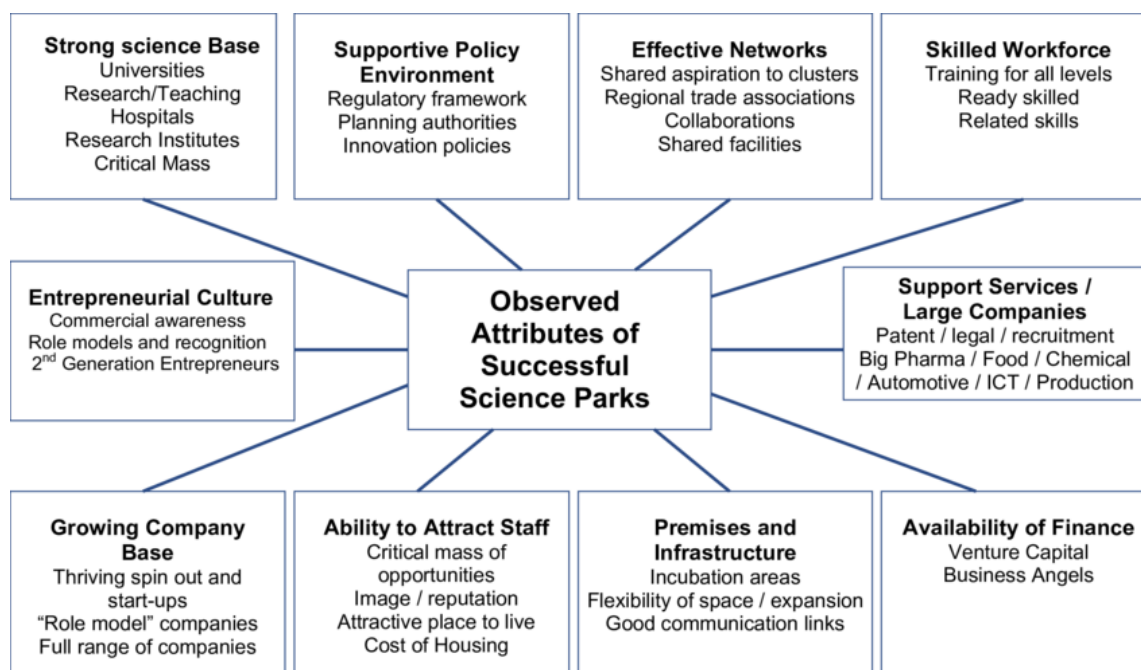 Strong science Base
Universities
Research/Teaching
Hospitals
Research Institutes
Critical Mass
Supportive Policy
Environment
Regulatory framework
Planning authorities
Innovation policies
Effective Networks
Shared aspiration to clusters
Regional trade associations
Collaborations
Shared facilities
Skilled Workforce
Training for all levels
Ready skilled
Related skills
Entrepreneurial Culture
Commercial awareness
Role models and recognition
2nd Generation Entrepreneurs
Observed
Attributes of
Successful
Science Parks
Support Services /
Large Companies
Patent / legal / recruitment
Big Pharma / Food / Chemical
/ Automotive / ICT / Production
Growing Company
Base
Thriving spin out and
start-ups
“Role model” companies
Full range of companies
Ability to Attract Staff
Critical mass of
opportunities
Image / reputation
Attractive place to live
Cost of Housing
Premises and
Infrastructure
Incubation areas
Flexibility of space / expansion
Good communication links
Availability of Finance
Venture Capital
Business Angels